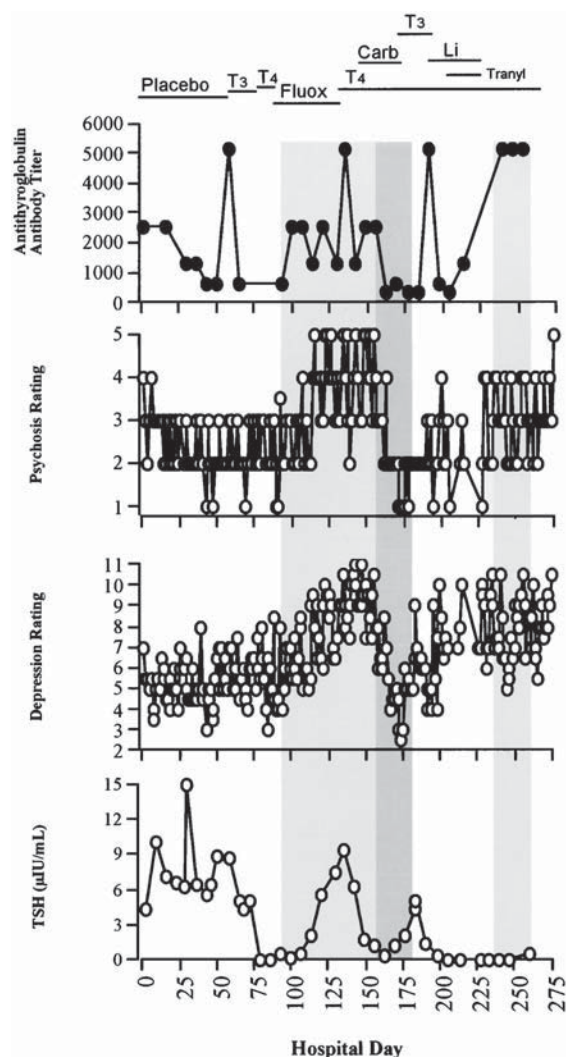 T3
Carb Li
Placebo T3 T4 Fluox T4 Tranyl
6000
5000
4000
3000
2000
1000
0
Antithyroglobulin
Antibody Titer
5
4
3
2
1
Psychosis Rating
11
10
9
8
7
6
5
4
3
2
Depression Rating
15
12
9
6
3
0
TSH (µIU/mL)
0 25 50 75 100 125 150 175 200 225 250 275
Hospital Day